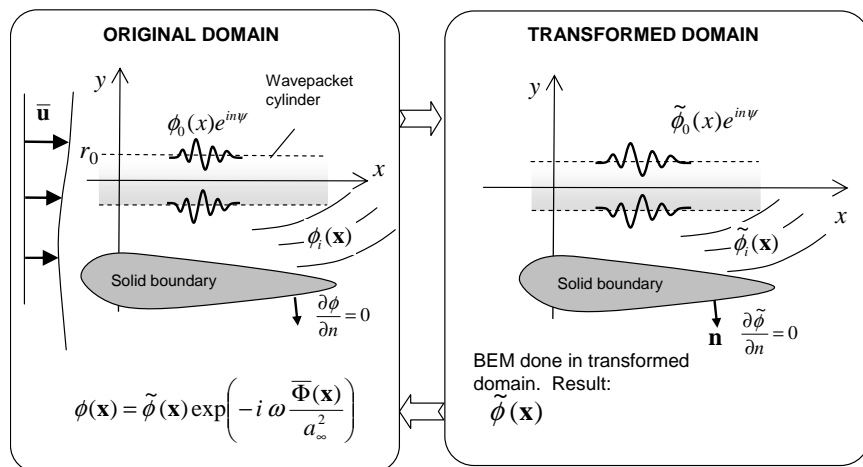 ORIGINAL DOMAIN
y
Wavepacket
cylinder
ū
ϕ₀(x)e^{inψ}
r₀
x
ϕᵢ(𝐱)
Solid boundary
∂ϕ/∂n = 0
ϕ(𝐱) = ϕ̃(𝐱) exp(−i ω Φ̅(𝐱)/a²_∞)
TRANSFORMED DOMAIN
y
ϕ̃₀(x)e^{inψ}
x
ϕ̃ᵢ(𝐱)
Solid boundary
n
∂ϕ̃/∂n = 0
BEM done in transformed
domain. Result:
ϕ̃(𝐱)